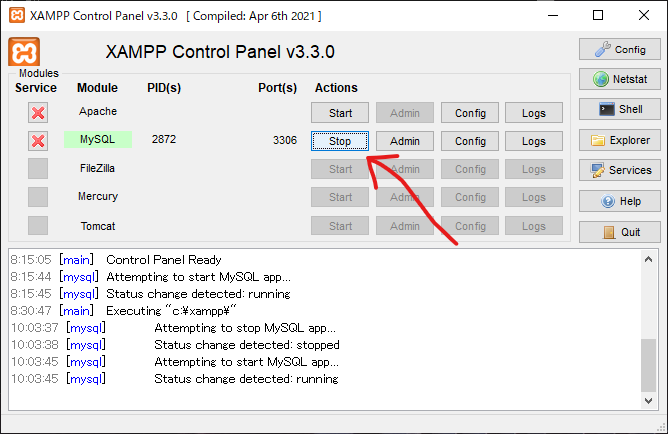 XAMPP Control Panel v3.3.0 [ Compiled: Apr 6th 2021 ]
XAMPP Control Panel v3.3.0
Config
Modules
Service Module PID(s) Port(s) Actions
Netstat
Apache Start Admin Config Logs
Shell
MySQL 2872 3306 Stop Admin Config Logs
Explorer
FileZilla Start Admin Config Logs
Services
Mercury Start Admin Config Logs
Help
Tomcat Start Admin Config Logs
Quit
8:15:05 [main] Control Panel Ready
8:15:44 [mysql] Attempting to start MySQL app...
8:15:45 [mysql] Status change detected: running
8:30:47 [main] Executing "c:¥xampp¥"
10:03:37 [mysql] Attempting to stop MySQL app...
10:03:38 [mysql] Status change detected: stopped
10:03:45 [mysql] Attempting to start MySQL app...
10:03:45 [mysql] Status change detected: running